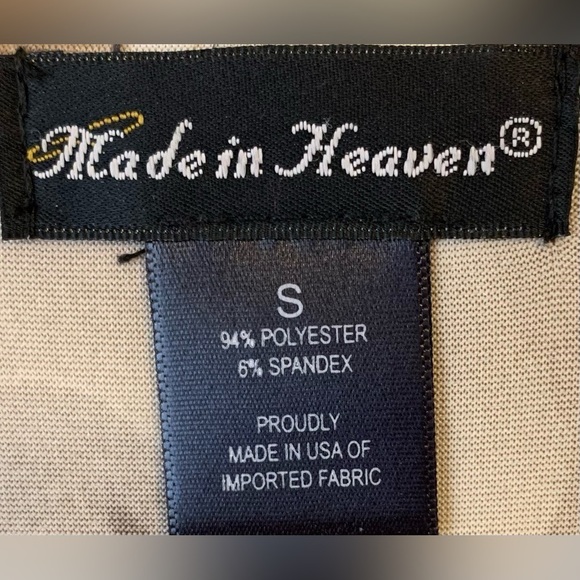 Made in Heaven®
S
94% POLYESTER
6% SPANDEX
PROUDLY
MADE IN USA OF
IMPORTED FABRIC